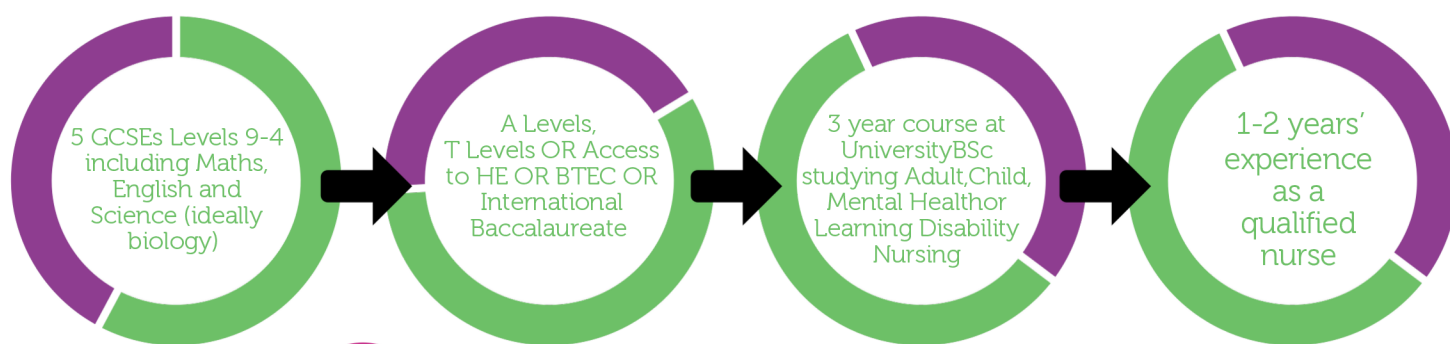 5 GCSEs Levels 9-4
including Maths,
English and
Science (ideally
biology)
A Levels,
T Levels OR Access
to HE OR BTEC OR
International
Baccalaureate
3 year course at
UniversityBSc
studying Adult,Child,
Mental Healthor
Learning Disability
Nursing
1-2 years’
experience
as a
qualified
nurse